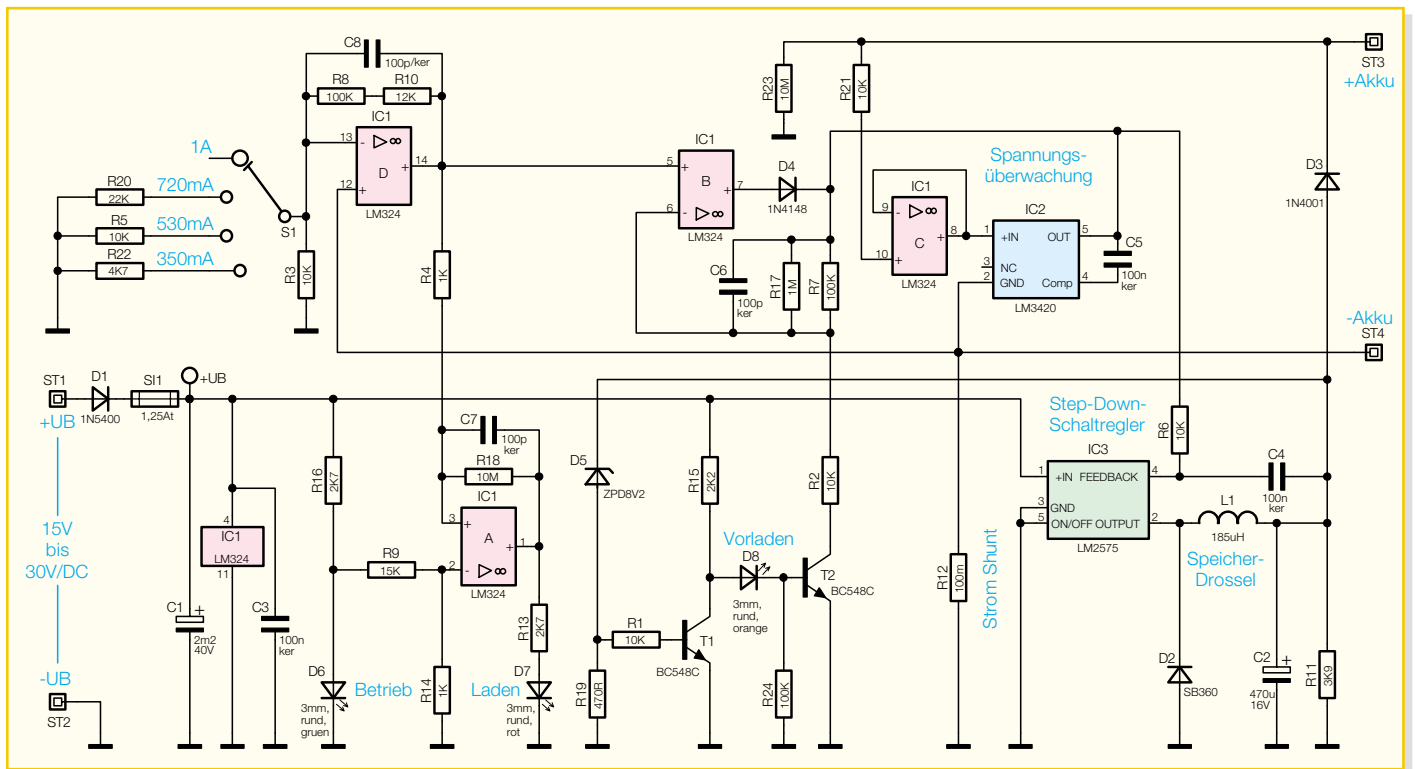 C8
100p/ker
R8
100K
R10
12K
IC1
13
-
▷∞
D
+
14
12
+
LM324
1A
R20
22K
720mA
R5
10K
530mA
R22
4K7
350mA
S1
R3
10K
R4
1K
IC1
5
+
B
+
7
6
-
▷∞
LM324
D4
1N4148
C6
100p
ker
R17
1M
R7
100K
R23
10M
R21
10K
Spannungs-
überwachung
IC1
9
-
▷∞
C
+
8
10
+
LM324
IC2
1
+IN
OUT
5
3
NC
2
GND
Comp
4
LM3420
C5
100n
ker
D3
1N4001
ST3
+Akku
-Akku
ST4
ST1
D1
1N5400
SI1
1,25At
+UB
+UB
15V
bis
30V/DC
-UB
ST2
4
IC1
LM324
11
C1
+
2m2
40V
C3
100n
ker
R16
2K7
R9
15K
D6
3mm,
rund,
gruen
Betrieb
C7
100p
ker
R18
10M
IC1
3
+
A
+
1
2
-
▷∞
LM324
R14
1K
R13
2K7
Laden
D7
3mm,
rund,
rot
D5
ZPD8V2
R15
2K2
R1
10K
R19
470R
T1
BC548C
Vorladen
D8
3mm,
rund,
orange
R24
100K
R2
10K
T2
BC548C
R12
100m
Strom Shunt
Step-Down-
Schaltregler
IC3
1
+IN
FEEDBACK
4
3
GND
5
ON/OFF
OUTPUT
2
LM2575
R6
10K
C4
100n
ker
L1
185uH
Speicher-
Drossel
D2
SB360
C2
+
470u
16V
R11
3K9